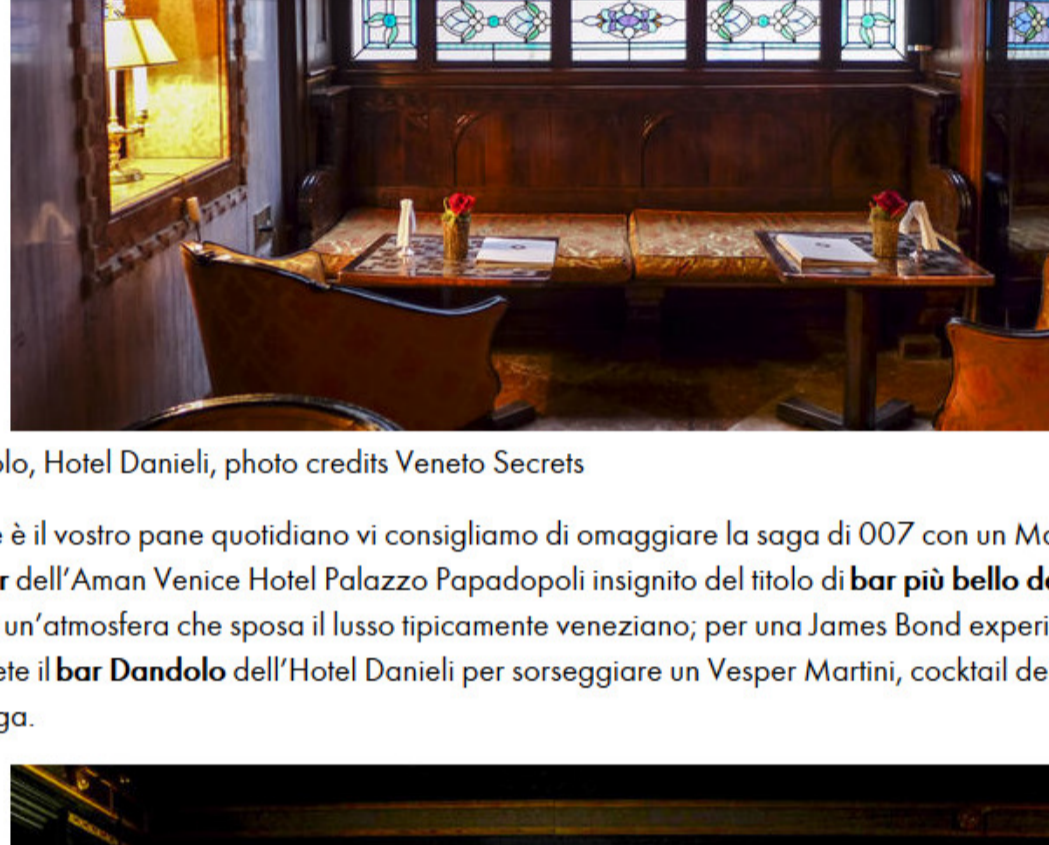 olo, Hotel Danieli, photo credits Veneto Secrets
e è il vostro pane quotidiano vi consigliamo di omaggiare la saga di 007 con un Ma
r dell’Aman Venice Hotel Palazzo Papadopoli insignito del titolo di bar più bello de
un’atmosfera che sposa il lusso tipicamente veneziano; per una James Bond experi
ete il bar Dandolo dell’Hotel Danieli per sorseggiare un Vesper Martini, cocktail de
ga.